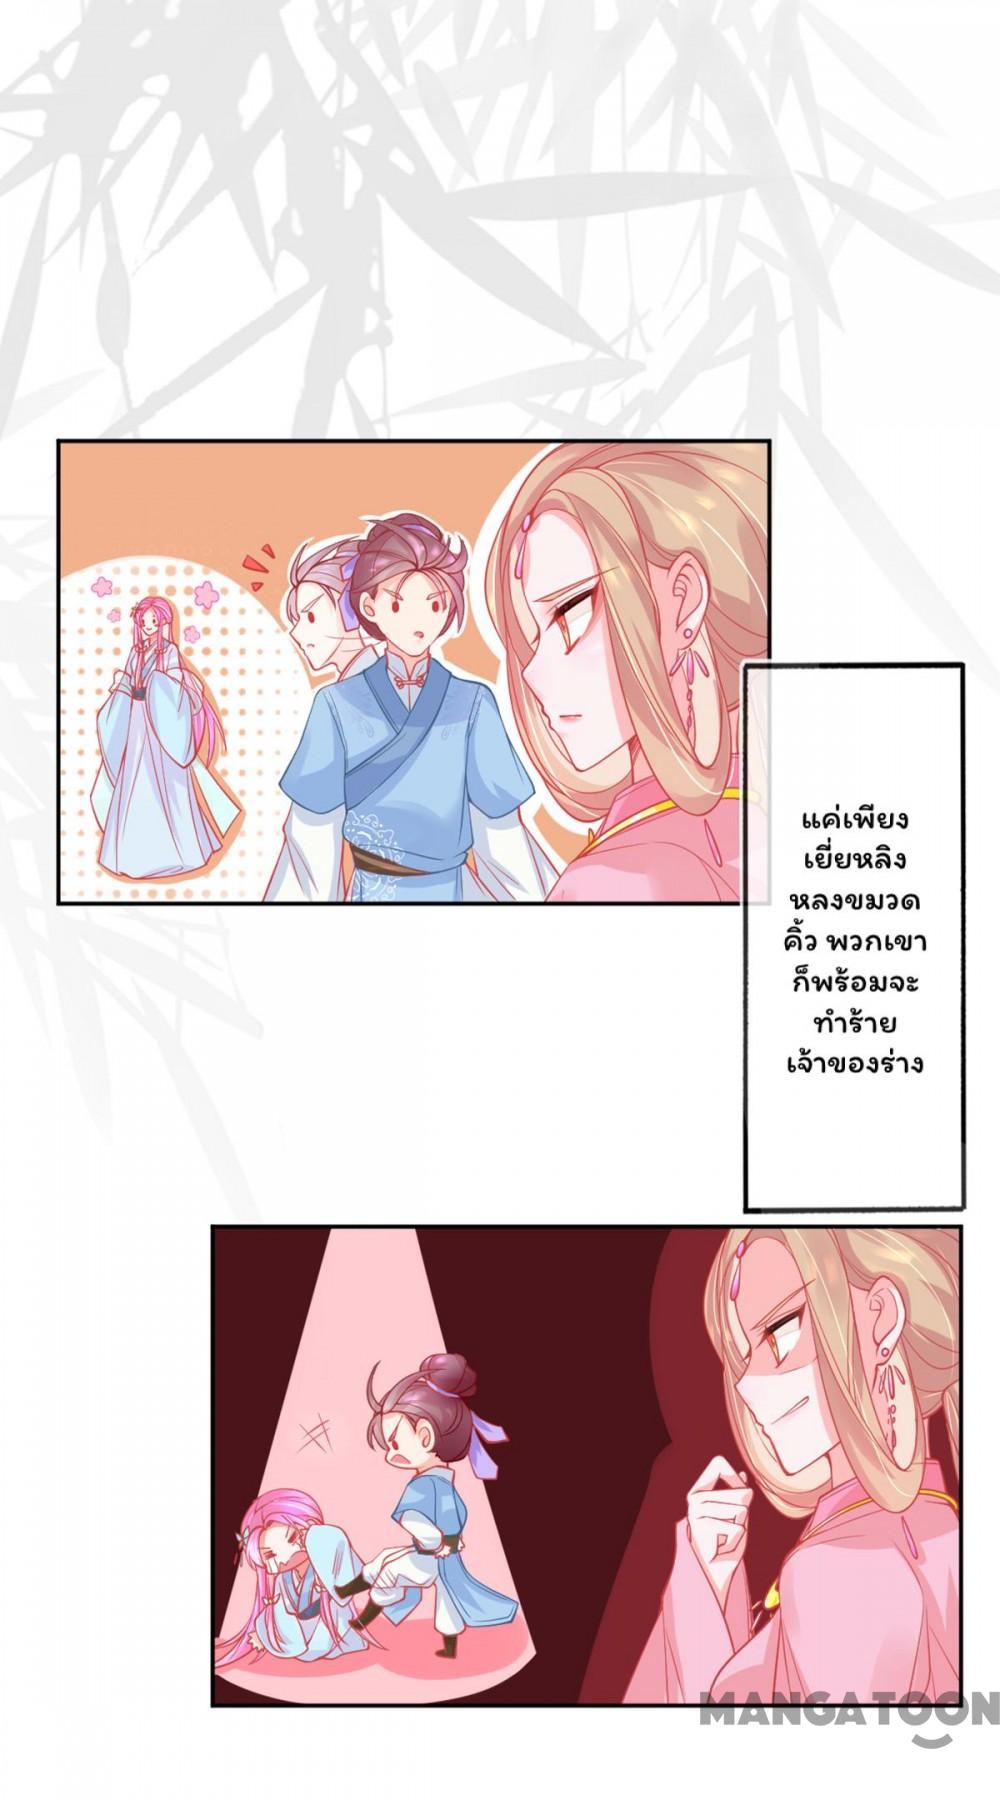 แค่เพียง
เยี่ยหลิง
หลงขมวด
คิ้ว พวกเขา
ก็พร้อมจะ
ทำร้าย
เจ้าของร่าง
MANGATOON